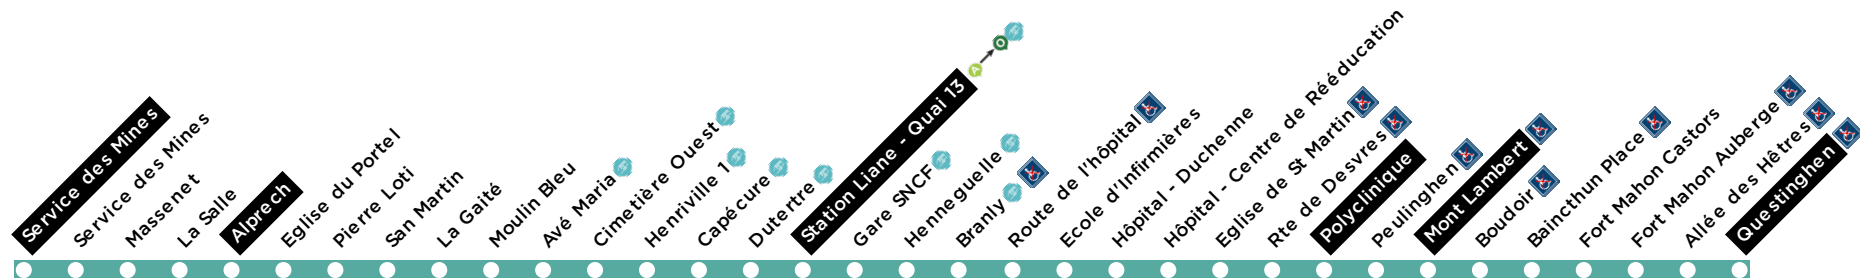 Service des Mines
Service des Mines
Massenet
La Salle
Alprech
Eglise du Portel
Pierre Loti
San Martin
La Gaité
Moulin Bleu
Avé Maria
Cimetière Ouest
Henriville 1
Capécure
Dutertre
Station Liane - Quai 13
A
Gare SNCF
Henneguelle
Branly
Route de l'hôpital
Ecole d'Infirmières
Hôpital - Duchenne
Hôpital - Centre de Rééducation
Eglise de St Martin
Rte de Desvres
Polyclinique
Peulinghen
Mont Lambert
Boudoir
Baincthun Place
Fort Mahon Castors
Fort Mahon Auberge
Allée des Hêtres
Questinghen